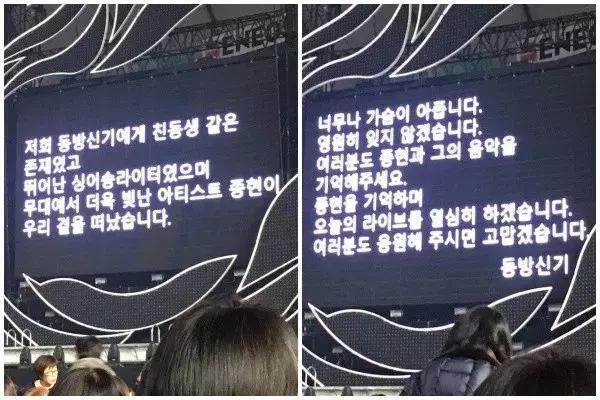 저희 동방신기에게 친동생 같은
존재였고
뛰어난 싱어송라이터였으며
무대에서 더욱 빛난 아티스트 종현이
우리 곁을 떠났습니다.
너무나 가슴이 아픕니다.
영원히 잊지 않겠습니다.
여러분도 종현과 그의 음악을
기억해주세요.
종현을 기억하며
오늘의 라이브를 열심히 하겠습니다.
여러분도 응원해 주시면 고맙겠습니다.
동방신기